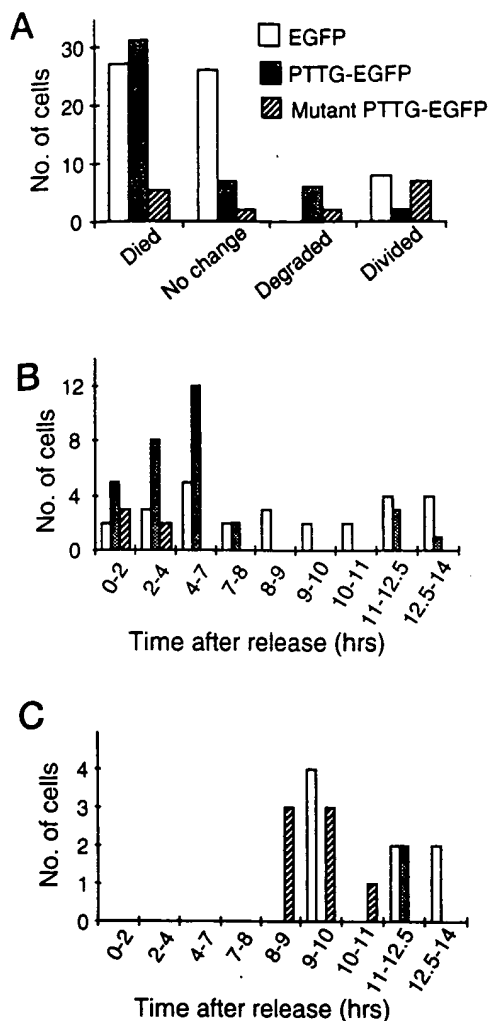 A
No. of cells
30
20
10
0
EGFP
PTTG-EGFP
Mutant PTTG-EGFP
Died
No change
Degraded
Divided
B
No. of cells
12
8
4
0
0-2
2-4
4-7
7-8
8-9
9-10
10-11
11-12.5
12.5-14
Time after release (hrs)
C
No. of cells
4
3
2
1
0
0-2
2-4
4-7
7-8
8-9
9-10
10-11
11-12.5
12.5-14
Time after release (hrs)